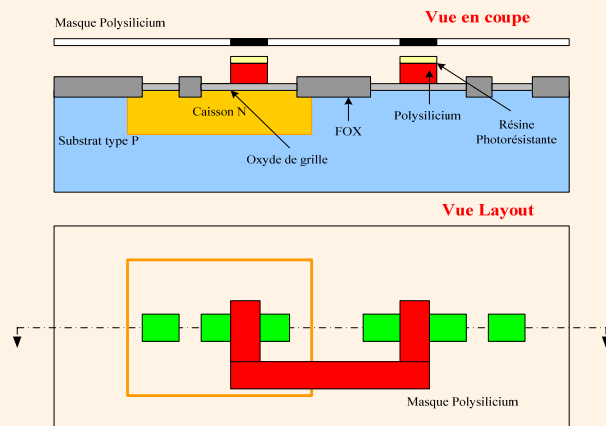 Vue en coupe
Masque Polysilicium
Caisson N
Substrat type P
Oxyde de grille
FOX
Polysilicium
Résine
Photorésistante
Vue Layout
Masque Polysilicium